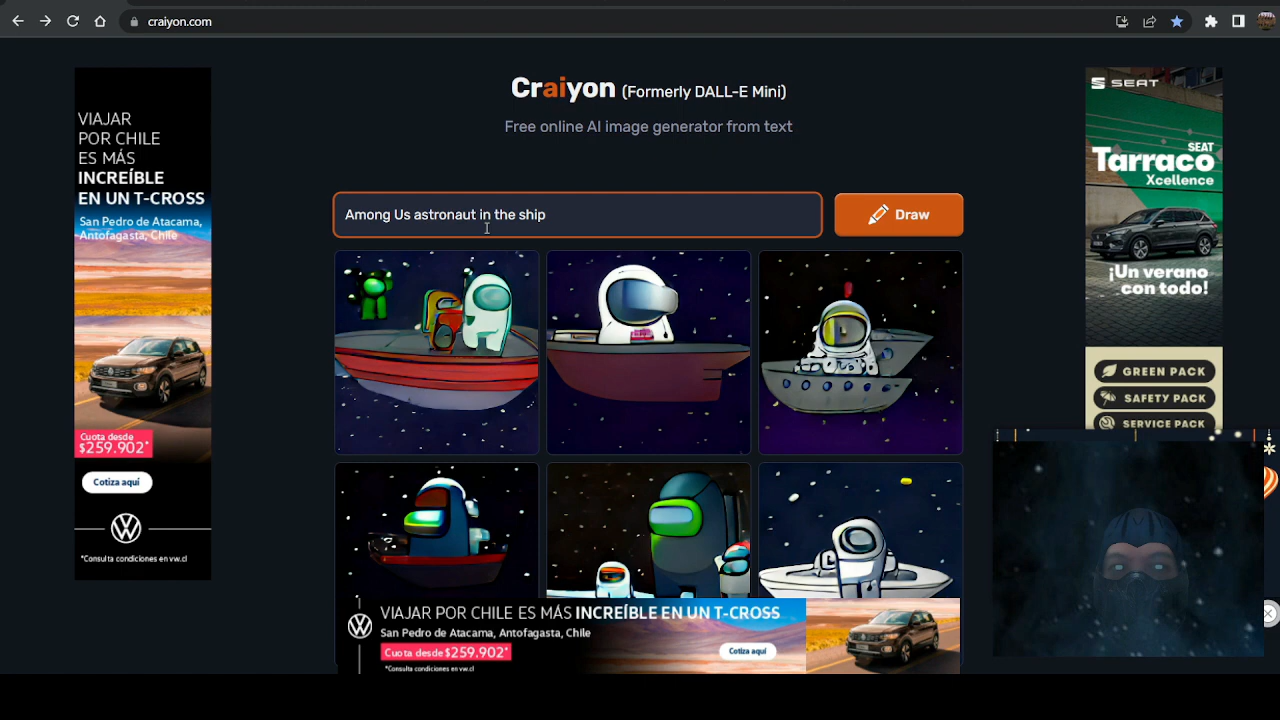 craiyon.com
Craiyon (Formerly DALL-E Mini)
Free online AI image generator from text
Among Us astronaut in the ship
Draw
VIAJAR
POR CHILE
ES MÁS
INCREÍBLE
EN UN T-CROSS
San Pedro de Atacama,
Antofagasta, Chile
Cuota desde
$259.902*
Cotiza aquí
*Consulta condiciones en vw.cl
SEAT
SEAT
Tarraco
Xcellence
¡Un verano
con todo!
GREEN PACK
SAFETY PACK
SERVICE PACK
VIAJAR POR CHILE ES MÁS INCREÍBLE EN UN T-CROSS
San Pedro de Atacama, Antofagasta, Chile
Cuota desde $259.902*
Cotiza aquí
*Consulta condiciones en vw.cl